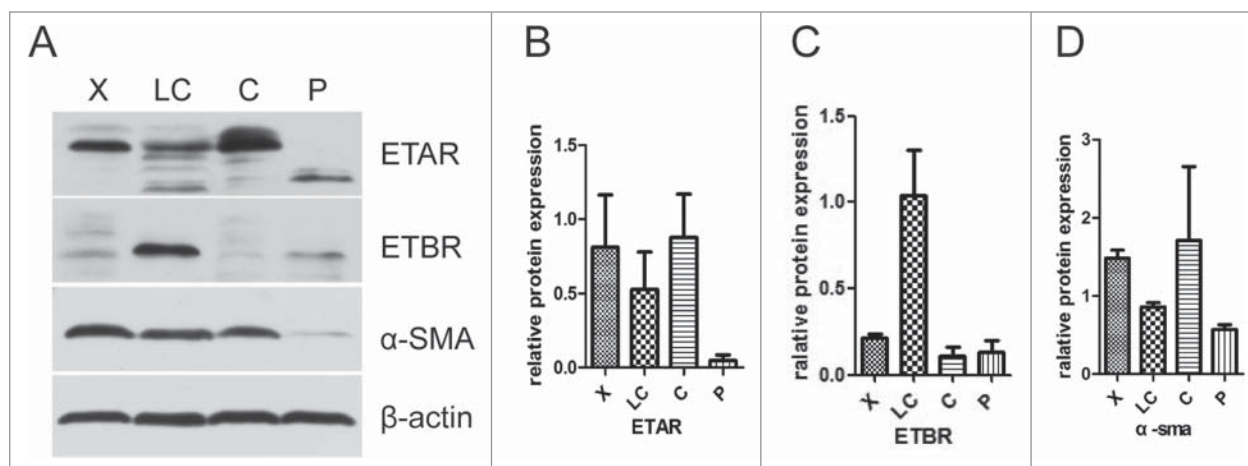 A
X LC C P
ETAR
ETBR
α-SMA
β-actin
B
relative protein expression
1.5
1.0
0.5
0.0
X LC C P
ETAR
C
ralative protein expression
1.5
1.0
0.5
0.0
X LC C P
ETBR
D
ralative protein expression
3
2
1
0
X LC C P
α -sma